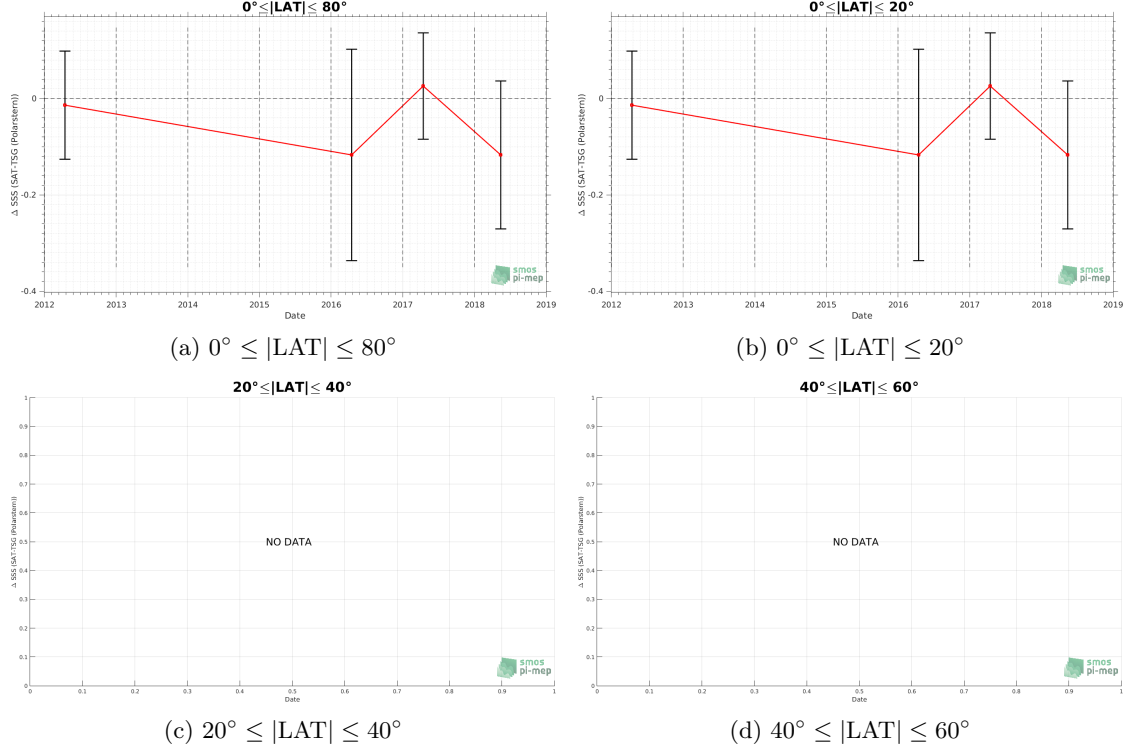 0°≤|LAT|≤ 80°
Δ SSS (SAT-TSG (Polarstern))
0
-0.2
-0.4
2012 2013 2014 2015 2016 2017 2018 2019
Date
smos
pi-mep
(a) 0° ≤ |LAT| ≤ 80°
0°≤|LAT|≤ 20°
Δ SSS (SAT-TSG (Polarstern))
0
-0.2
-0.4
2012 2013 2014 2015 2016 2017 2018 2019
Date
smos
pi-mep
(b) 0° ≤ |LAT| ≤ 20°
20°≤|LAT|≤ 40°
Δ SSS (SAT-TSG (Polarstern))
1
0.9
0.8
0.7
0.6
0.5
0.4
0.3
0.2
0.1
0
NO DATA
0 0.1 0.2 0.3 0.4 0.5 0.6 0.7 0.8 0.9 1
Date
smos
pi-mep
(c) 20° ≤ |LAT| ≤ 40°
40°≤|LAT|≤ 60°
Δ SSS (SAT-TSG (Polarstern))
1
0.9
0.8
0.7
0.6
0.5
0.4
0.3
0.2
0.1
0
NO DATA
0 0.1 0.2 0.3 0.4 0.5 0.6 0.7 0.8 0.9 1
Date
smos
pi-mep
(d) 40° ≤ |LAT| ≤ 60°